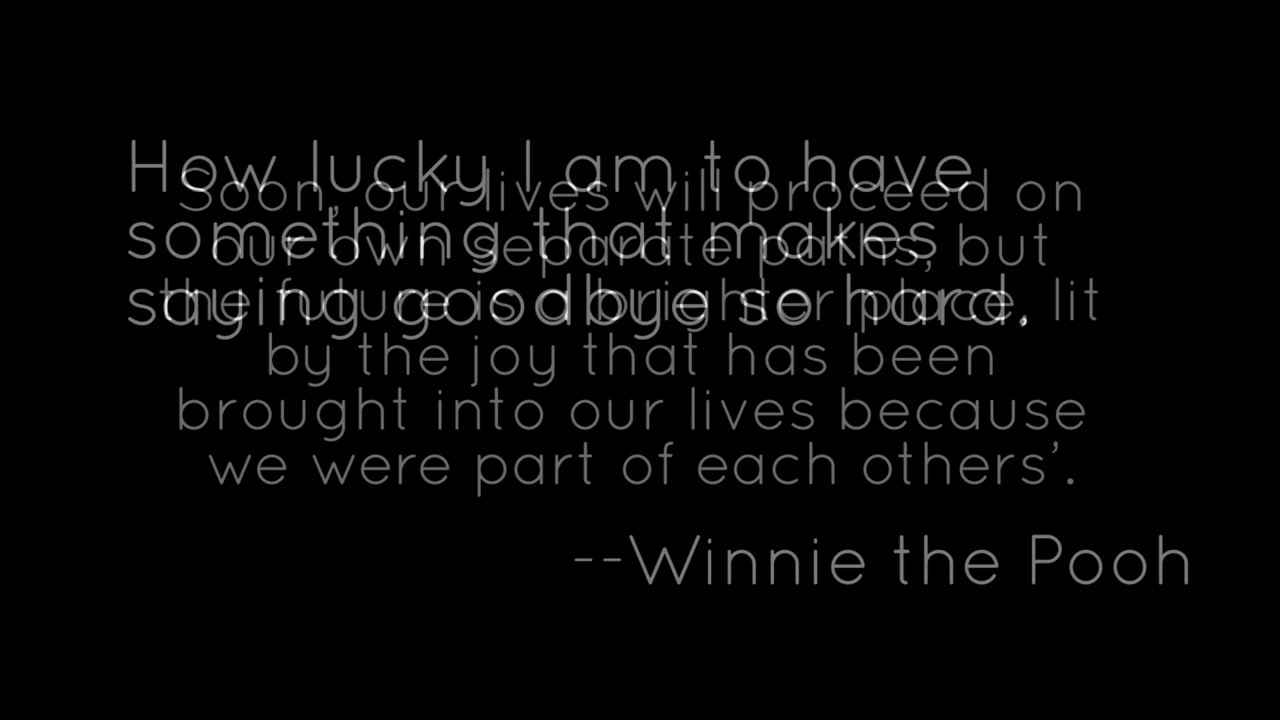 How lucky I am to have
something that makes
saying goodbye so hard.
Soon, our lives will proceed on
our own separate paths, but
the future is a brighter place, lit
by the joy that has been
brought into our lives because
we were part of each others’.
--Winnie the Pooh